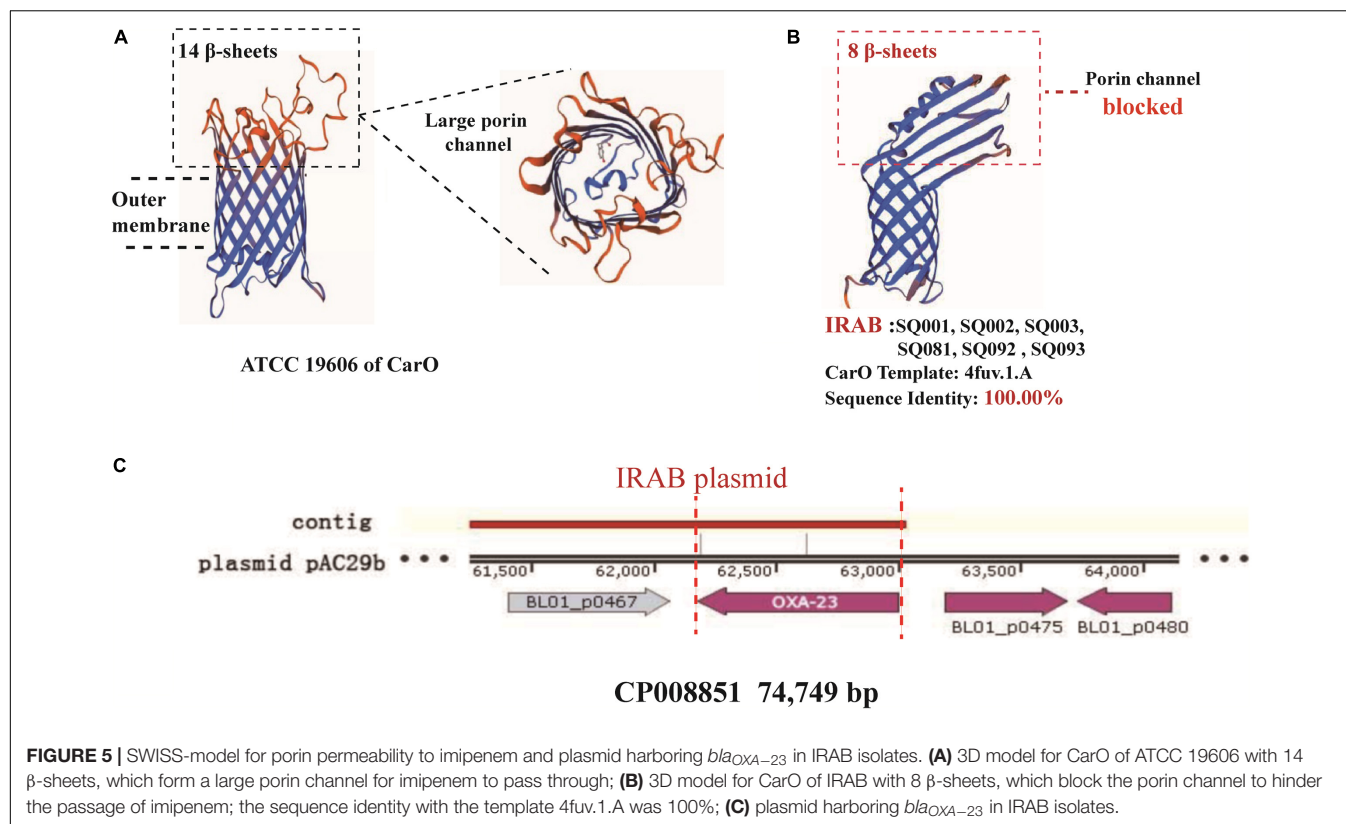 A
14 β-sheets
Large porin
channel
Outer
membrane
ATCC 19606 of CarO
B
8 β-sheets
Porin channel
blocked
IRAB :SQ001, SQ002, SQ003,
SQ081, SQ092 , SQ093
CarO Template: 4fuv.1.A
Sequence Identity: 100.00%
C
IRAB plasmid
contig
plasmid pAC29b
61,500 62,000 62,500 63,000 63,500 64,000
BL01_p0467 OXA-23 BL01_p0475 BL01_p0480
CP008851 74,749 bp
FIGURE 5 | SWISS-model for porin permeability to imipenem and plasmid harboring blaOXA−23 in IRAB isolates. (A) 3D model for CarO of ATCC 19606 with 14
β-sheets, which form a large porin channel for imipenem to pass through; (B) 3D model for CarO of IRAB with 8 β-sheets, which block the porin channel to hinder
the passage of imipenem; the sequence identity with the template 4fuv.1.A was 100%; (C) plasmid harboring blaOXA−23 in IRAB isolates.